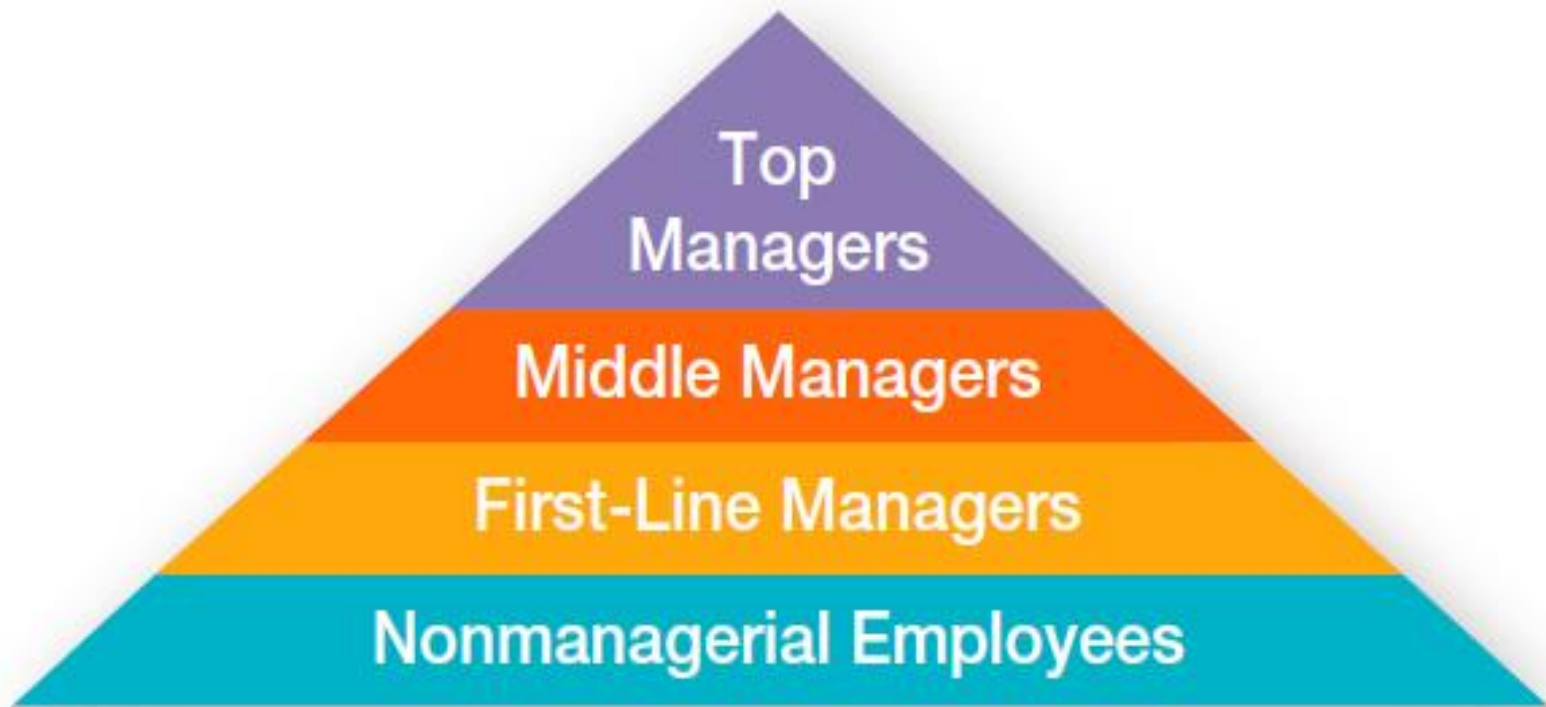 Top
Managers
Middle Managers
First-Line Managers
Nonmanagerial Employees